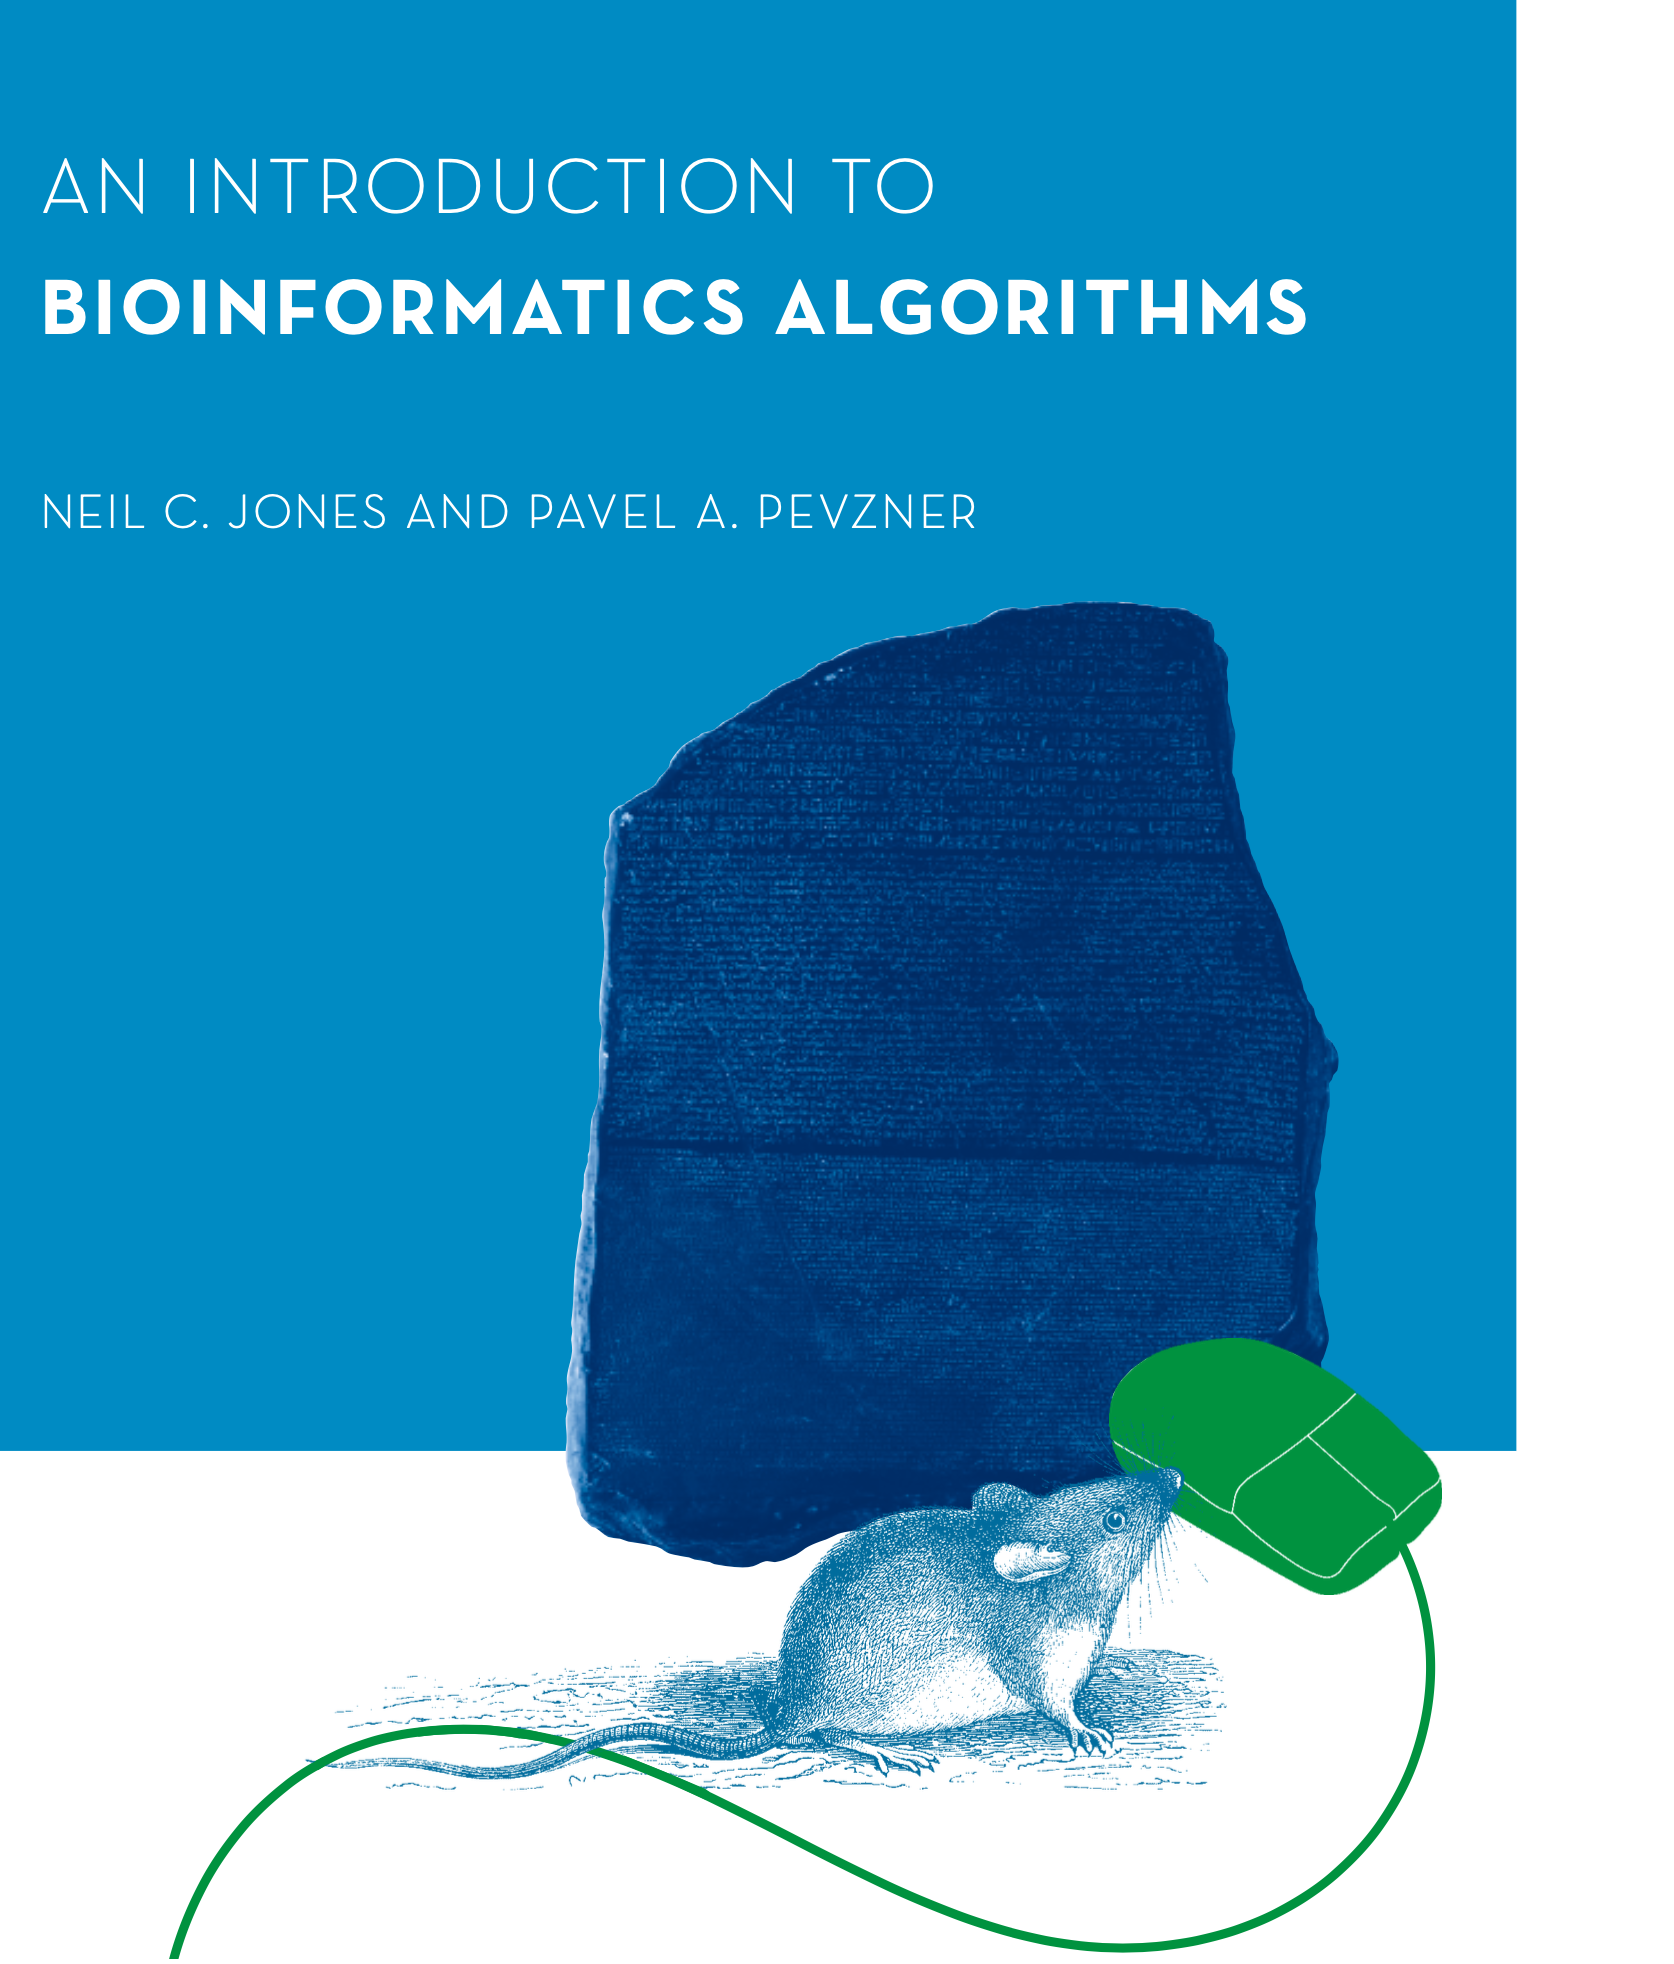 AN INTRODUCTION TO
BIOINFORMATICS ALGORITHMS
NEIL C. JONES AND PAVEL A. PEVZNER